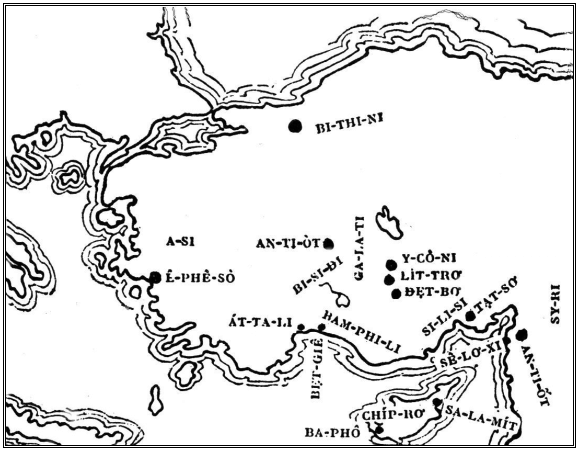 BI-THI-NI
A-SI
AN-TI-ÒT
GA-LA-TI
Y-CÔ-NI
LÍT-TRƠ
ĐẸT-BƠ
Ê-PHÊ-SÔ
BI-SI-ĐI
SI-LI-SI
TẠT-SƠ
SY-RI
ÁT-TA-LI
BAM-PHI-LI
BẸT-GIÊ
SÊ-LƠ-XI
AN-TI-ỐT
CHÍP-RƠ
SA-LA-MÍT
BA-PHÔ